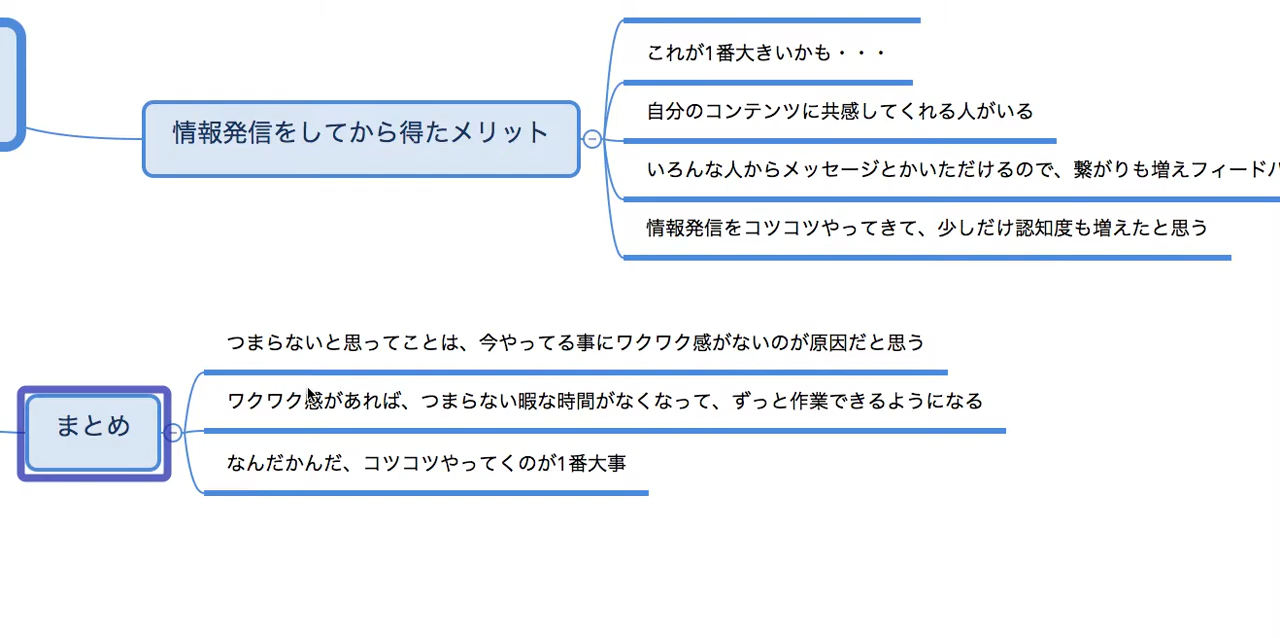 これが1番大きいかも・・・
情報発信をしてから得たメリット
自分のコンテンツに共感してくれる人がいる
いろんな人からメッセージとかいただけるので、繋がりも増えフィードバ
情報発信をコツコツやってきて、少しだけ認知度も増えたと思う
つまらないと思ってことは、今やってる事にワクワク感がないのが原因だと思う
ワクワク感があれば、つまらない暇な時間がなくなって、ずっと作業できるようになる
まとめ
なんだかんだ、コツコツやってくのが1番大事